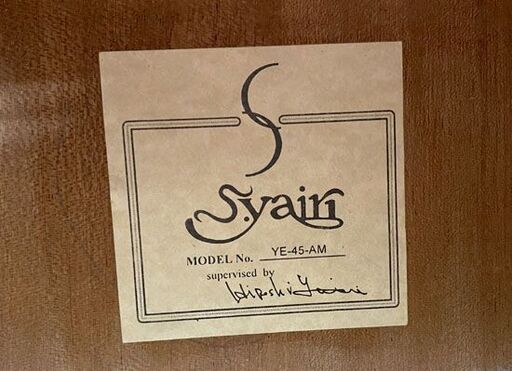 S
S.yairi
MODEL No. YE-45-AM
supervised by
Hiroshi Yairi